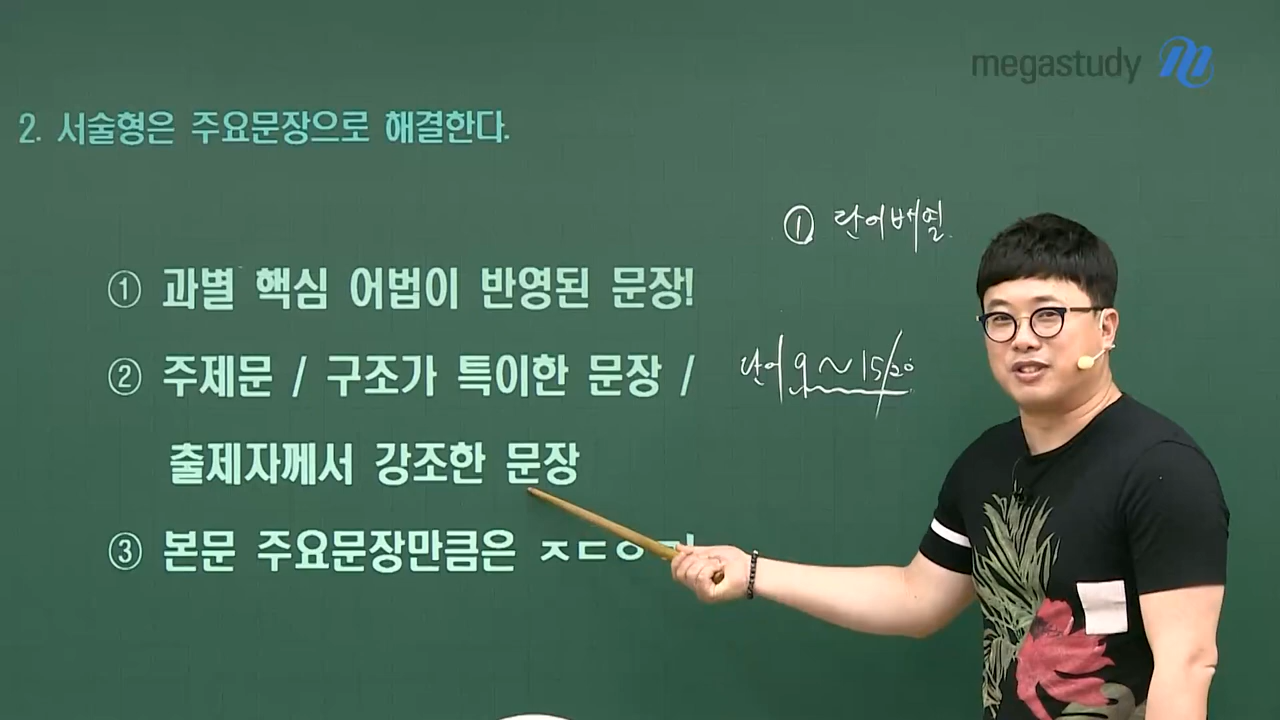 megastudy
2. 서술형은 주요문장으로 해결한다.
① 단어배열
① 과별 핵심 어법이 반영된 문장!
② 주제문 / 구조가 특이한 문장 /
단어 9~15/20
출제자께서 강조한 문장
③ 본문 주요문장만큼은 ㅈㄷㅇㄱ!